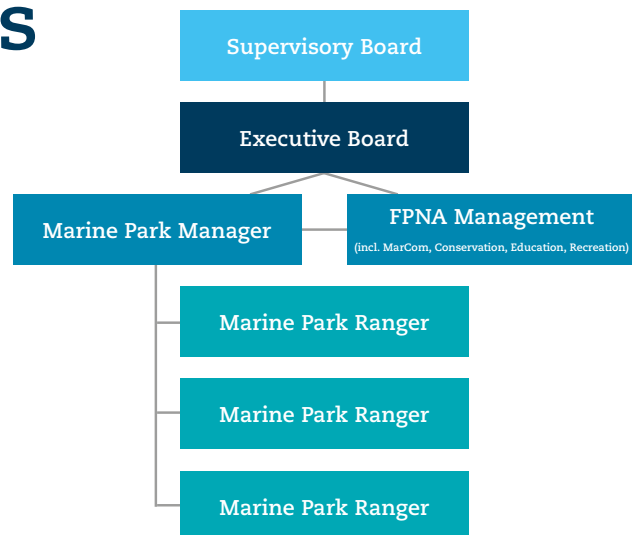 s
Supervisory Board
Executive Board
Marine Park Manager
FPNA Management
(incl. MarCom, Conservation, Education, Recreation)
Marine Park Ranger
Marine Park Ranger
Marine Park Ranger